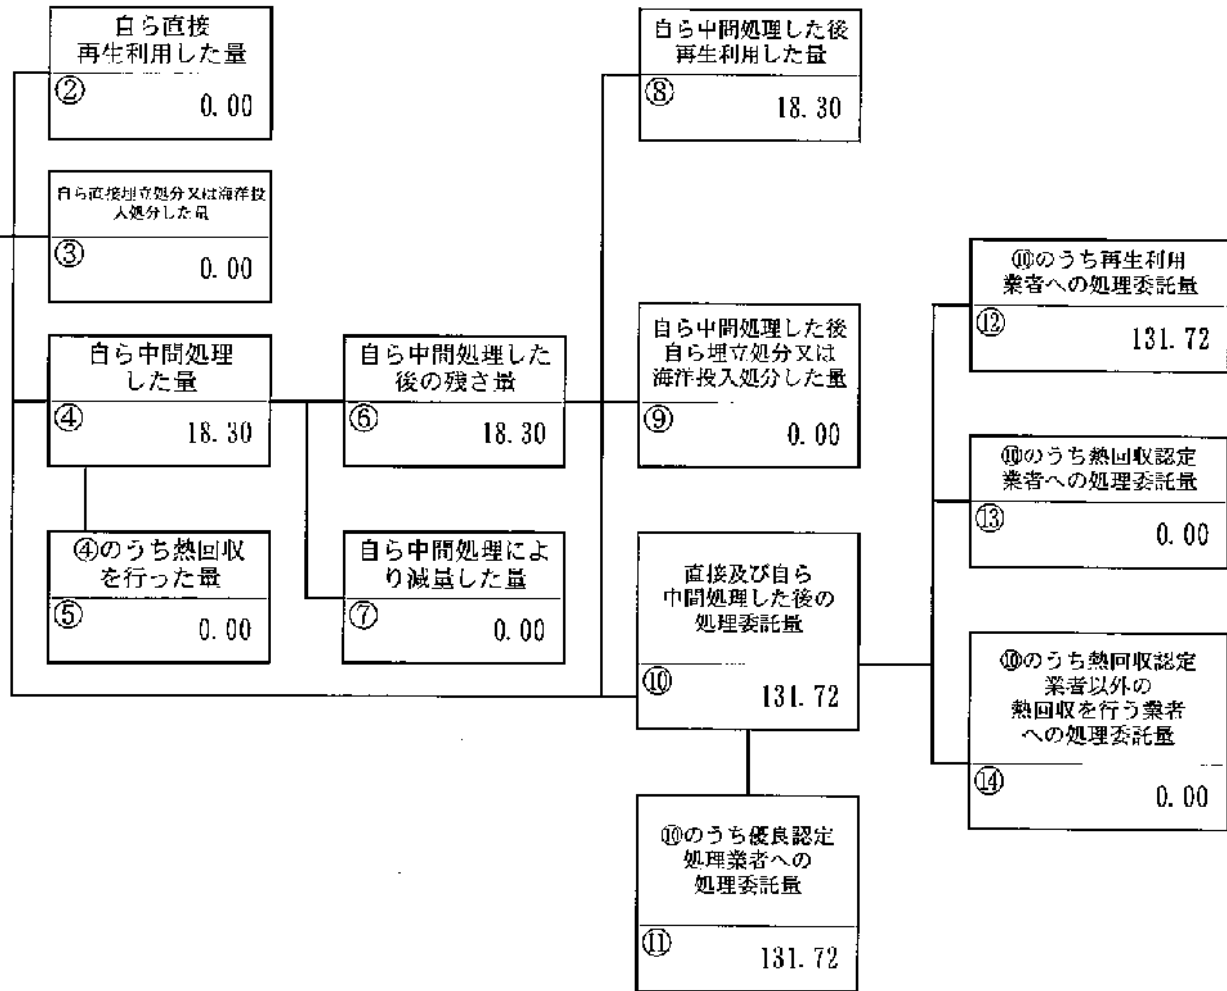 自ら直接
再生利用した量
②
0.00
自ら直接埋立処分又は海洋投
入処分した量
③
0.00
自ら中間処理
した量
④
18.30
④のうち熱回収
を行った量
⑤
0.00
自ら中間処理した
後の残さ量
⑥
18.30
自ら中間処理によ
り減量した量
⑦
0.00
自ら中間処理した後
再生利用した量
⑧
18.30
自ら中間処理した後
自ら埋立処分又は
海洋投入処分した量
⑨
0.00
直接及び自ら
中間処理した後の
処理委託量
⑩
131.72
⑩のうち優良認定
処理業者への
処理委託量
⑪
131.72
⑩のうち再生利用
業者への処理委託量
⑫
131.72
⑩のうち熱回収認定
業者への処理委託量
⑬
0.00
⑩のうち熱回収認定
業者以外の
熱回収を行う業者
への処理委託量
⑭
0.00